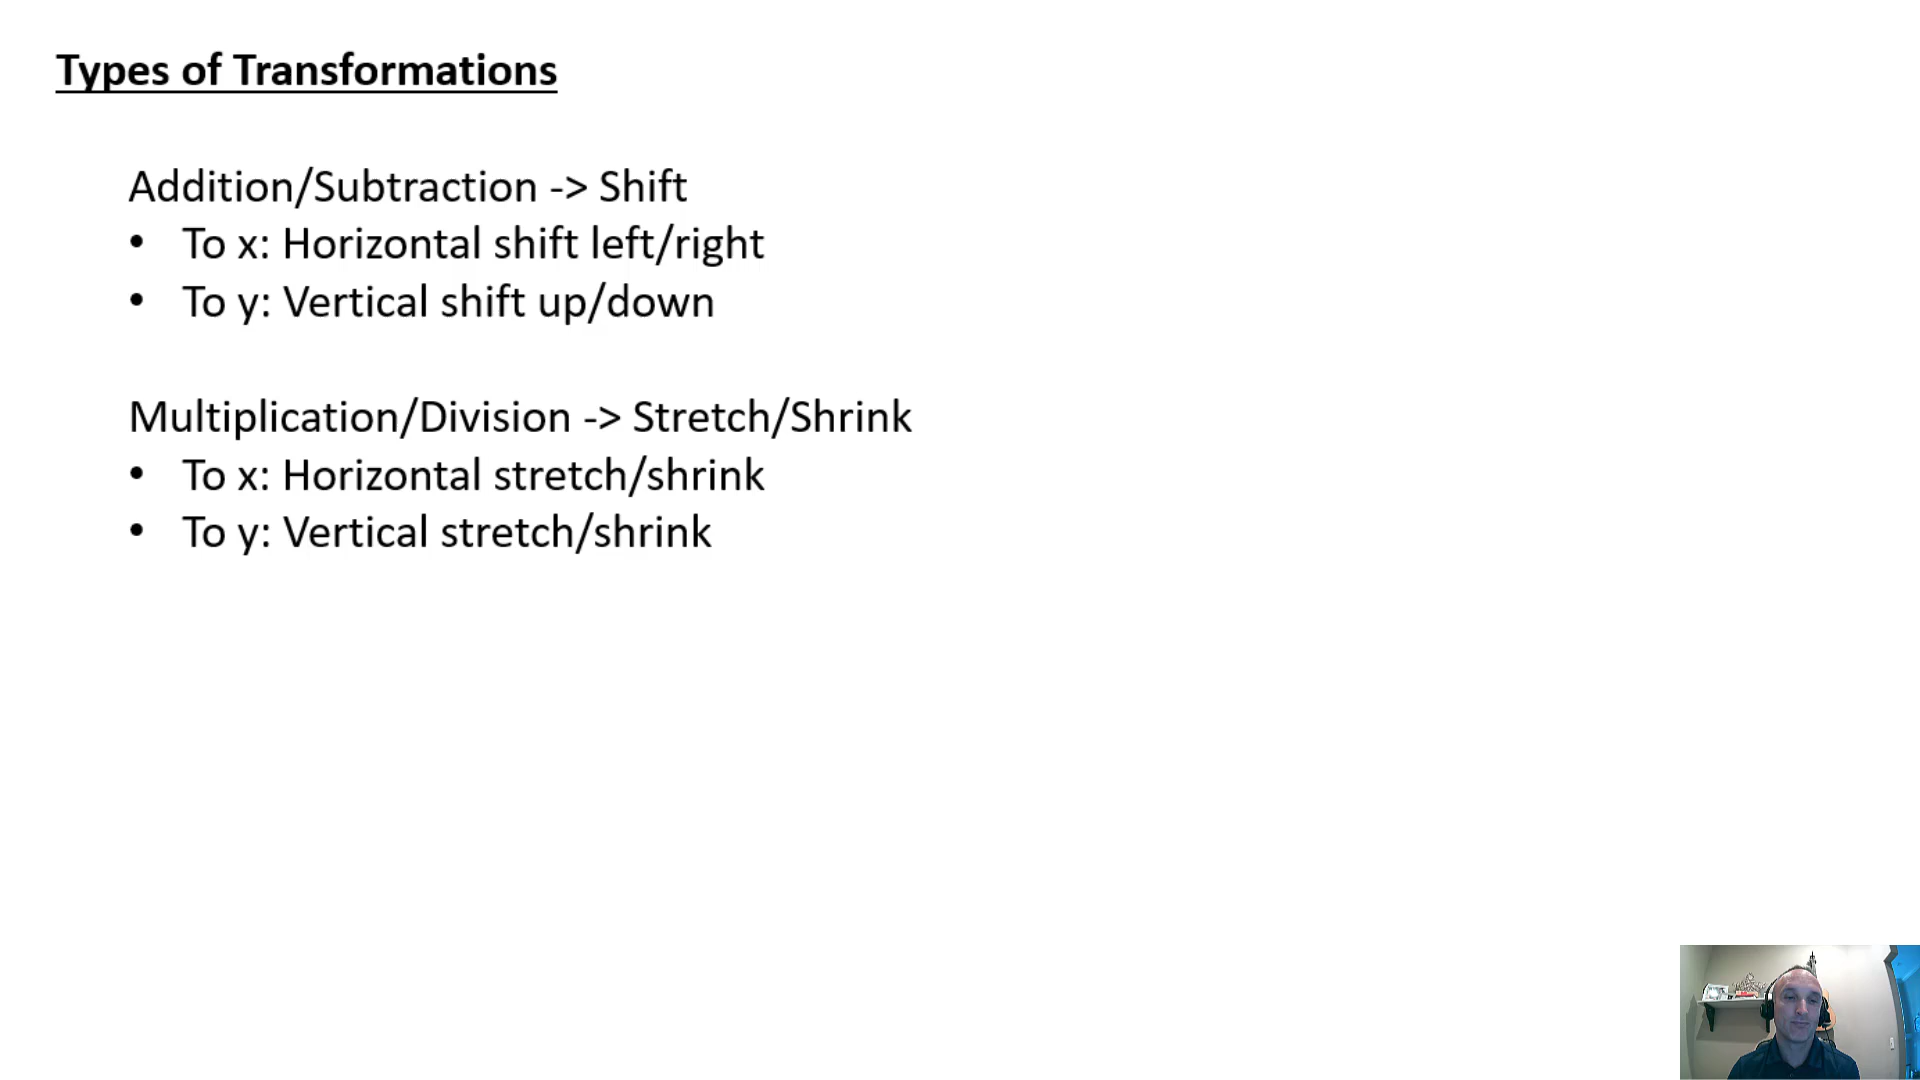 Types of Transformations
Addition/Subtraction -> Shift
• To x: Horizontal shift left/right
• To y: Vertical shift up/down
Multiplication/Division -> Stretch/Shrink
• To x: Horizontal stretch/shrink
• To y: Vertical stretch/shrink